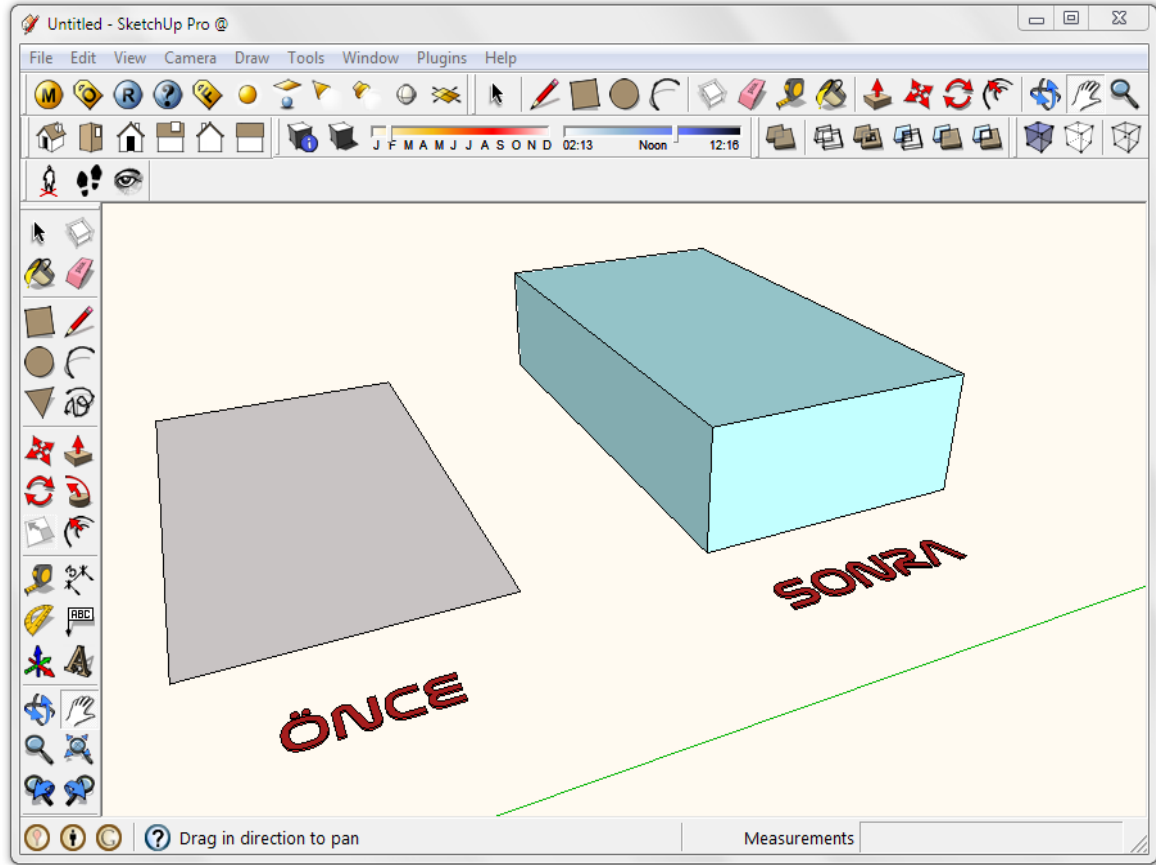 Untitled - SketchUp Pro @
File Edit View Camera Draw Tools Window Plugins Help
M O R ? F
J F M A M J J A S O N D 02:13 Noon 12:16
ABC
ÖNCE
SONRA
? Drag in direction to pan Measurements